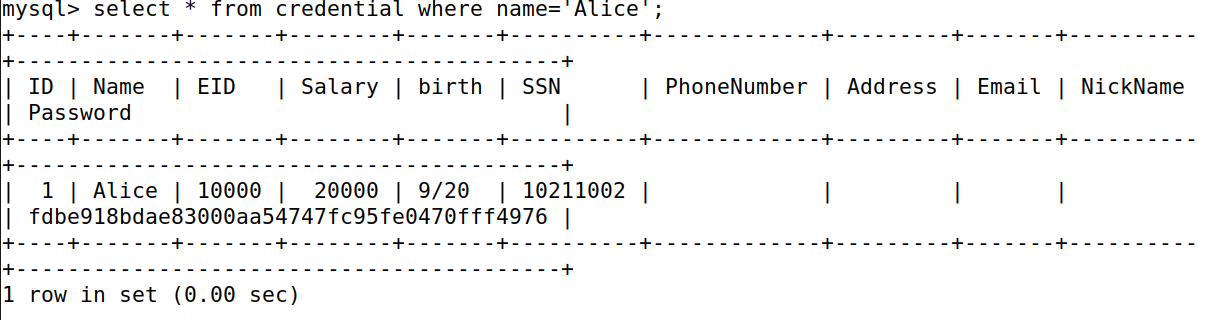 mysql> select * from credential where name='Alice';
+----+-------+-------+--------+-------+----------+-------------+---------+-------+----------
+------------------------------------------+
| ID | Name  | EID   | Salary | birth | SSN      | PhoneNumber | Address | Email | NickName
| Password                                 |
+----+-------+-------+--------+-------+----------+-------------+---------+-------+----------
+------------------------------------------+
|  1 | Alice | 10000 |  20000 | 9/20  | 10211002 |             |         |       |
| fdbe918bdae83000aa54747fc95fe0470fff4976 |
+----+-------+-------+--------+-------+----------+-------------+---------+-------+----------
+------------------------------------------+
1 row in set (0.00 sec)